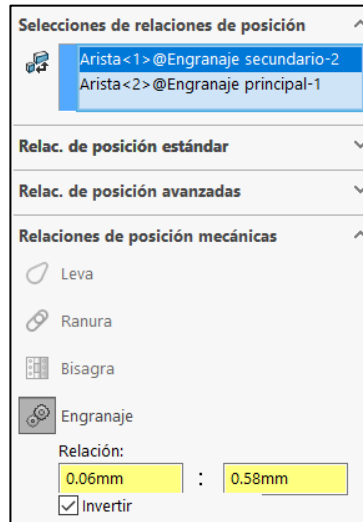 Selecciones de relaciones de posición
Arista<1>@Engranaje secundario-2
Arista<2>@Engranaje principal-1
Relac. de posición estándar
Relac. de posición avanzadas
Relaciones de posición mecánicas
Leva
Ranura
Bisagra
Engranaje
Relación:
0.06mm : 0.58mm
Invertir